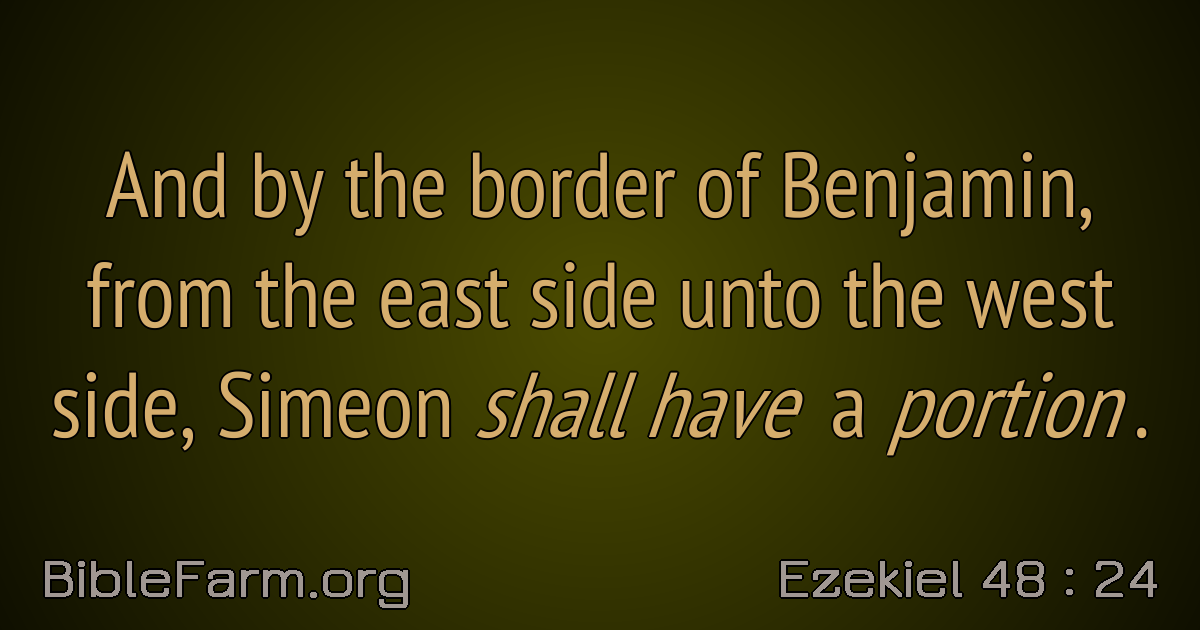 And by the border of Benjamin,
from the east side unto the west
side, Simeon shall have a portion.
BibleFarm.org
Ezekiel 48 : 24